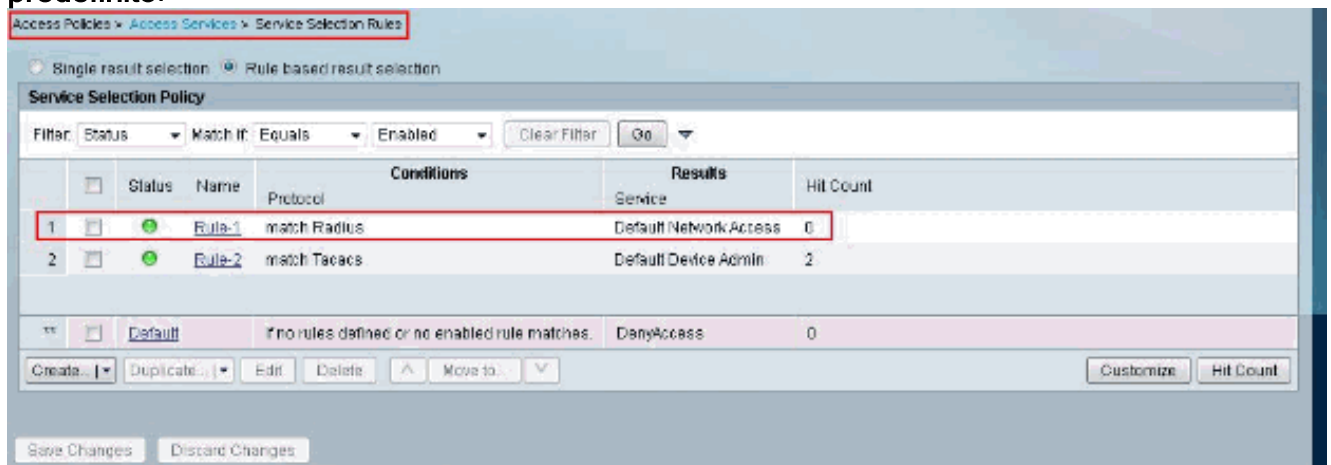 Access Policies > Access Services > Service Selection Rules
Single result selection Rule based result selection
Service Selection Policy
Filter: Status Match if: Equals Enabled Clear Filter Go
Conditions Results
Status Name Protocol Service Hit Count
1 Rule-1 match Radius Default Network Access 0
2 Rule-2 match Tacacs Default Device Admin 2
** Default If no rules defined or no enabled rule matches. DenyAccess 0
Create... Duplicate... Edit Delete Move to... Customize Hit Count
Save Changes Discard Changes